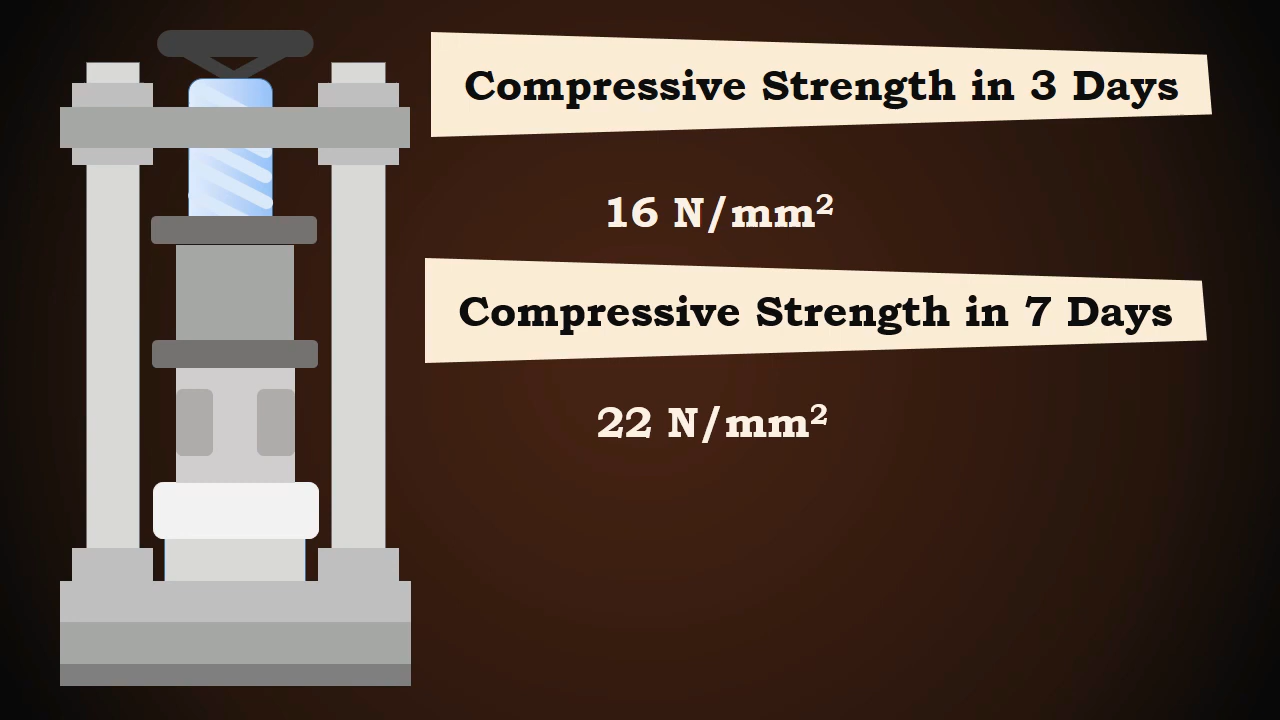 Compressive Strength in 3 Days
16 N/mm²
Compressive Strength in 7 Days
22 N/mm²